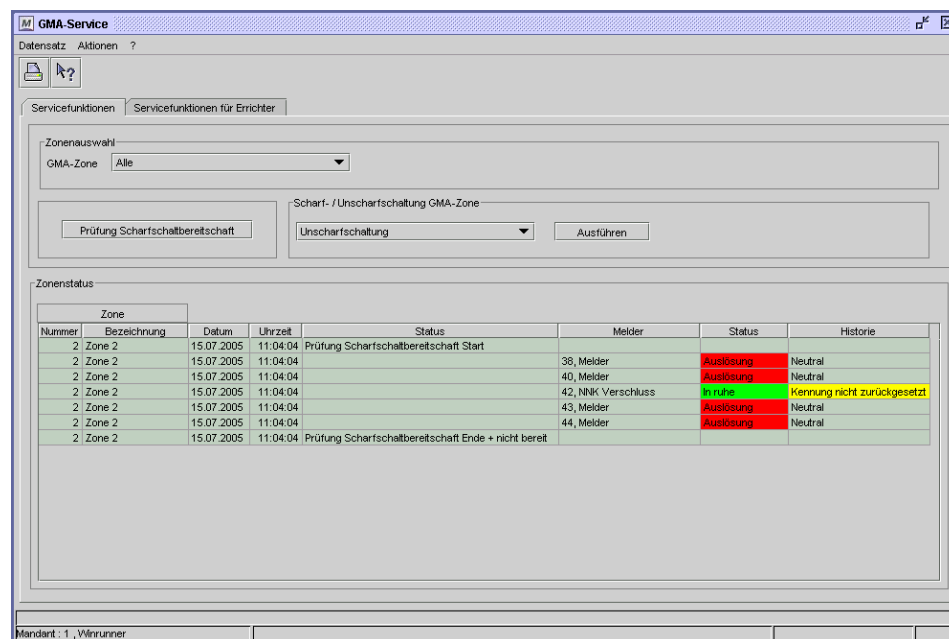 GMA-Service
Datensatz Aktionen ?
Servicefunktionen Servicefunktionen für Errichter
Zonenauswahl
GMA-Zone Alle
Scharf- / Unscharfschaltung GMA-Zone
Prüfung Scharfschaltbereitschaft Unscharfschaltung Ausführen
Zonenstatus
Zone
Nummer Bezeichnung Datum Uhrzeit Status Melder Status Historie
2 Zone 2 15.07.2005 11:04:04 Prüfung Scharfschaltbereitschaft Start
2 Zone 2 15.07.2005 11:04:04 38, Melder Auslösung Neutral
2 Zone 2 15.07.2005 11:04:04 40, Melder Auslösung Neutral
2 Zone 2 15.07.2005 11:04:04 42, NNK Verschluss In ruhe Kennung nicht zurückgesetzt
2 Zone 2 15.07.2005 11:04:04 43, Melder Auslösung Neutral
2 Zone 2 15.07.2005 11:04:04 44, Melder Auslösung Neutral
2 Zone 2 15.07.2005 11:04:04 Prüfung Scharfschaltbereitschaft Ende + nicht bereit
Mandant : 1 , Winrunner